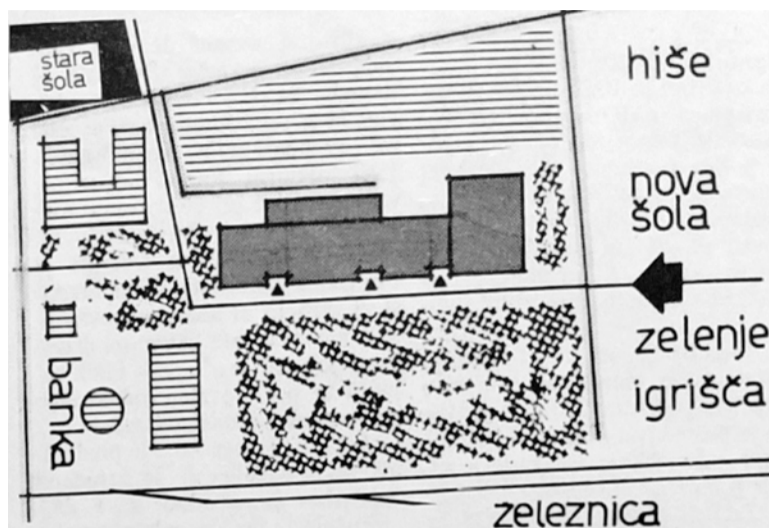 stara
šola
hiše
nova
šola
zelenje
igrišča
banka
železnica